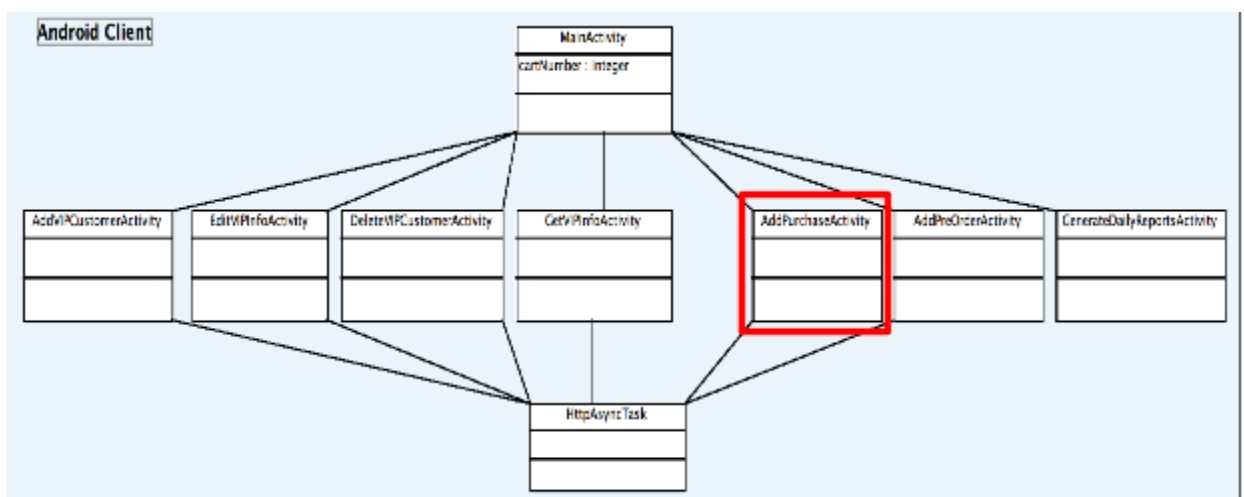 Android Client
MainActivity
cartNumber : Integer
AddVIPCustomerActivity
EditVIPInfoActivity
DeleteVIPCustomerActivity
GetVIPInfoActivity
AddPurchaseActivity
AddPreOrderActivity
GenerateDailyReportsActivity
HttpAsyncTask